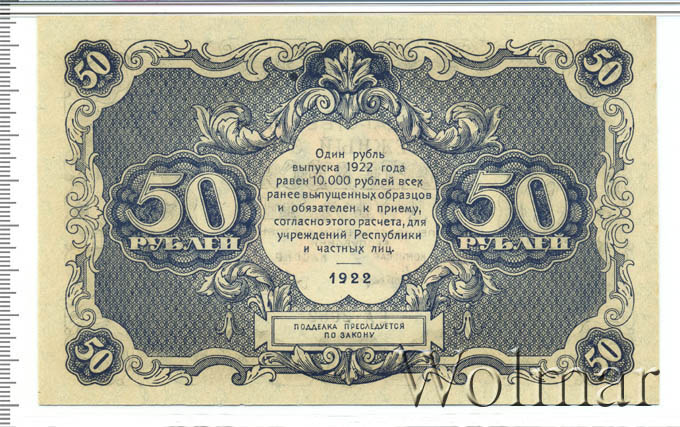 50
50
Один рубль
выпуска 1922 года
равен 10.000 рублей всех
ранее выпущенных образцов
и обязателен к приему,
согласно этого расчета, для
учреждений Республики
и частных лиц.
50
РУБЛЕЙ
50
РУБЛЕЙ
1922
ПОДДЕЛКА ПРЕСЛЕДУЕТСЯ
ПО ЗАКОНУ
50
50
Wolmar